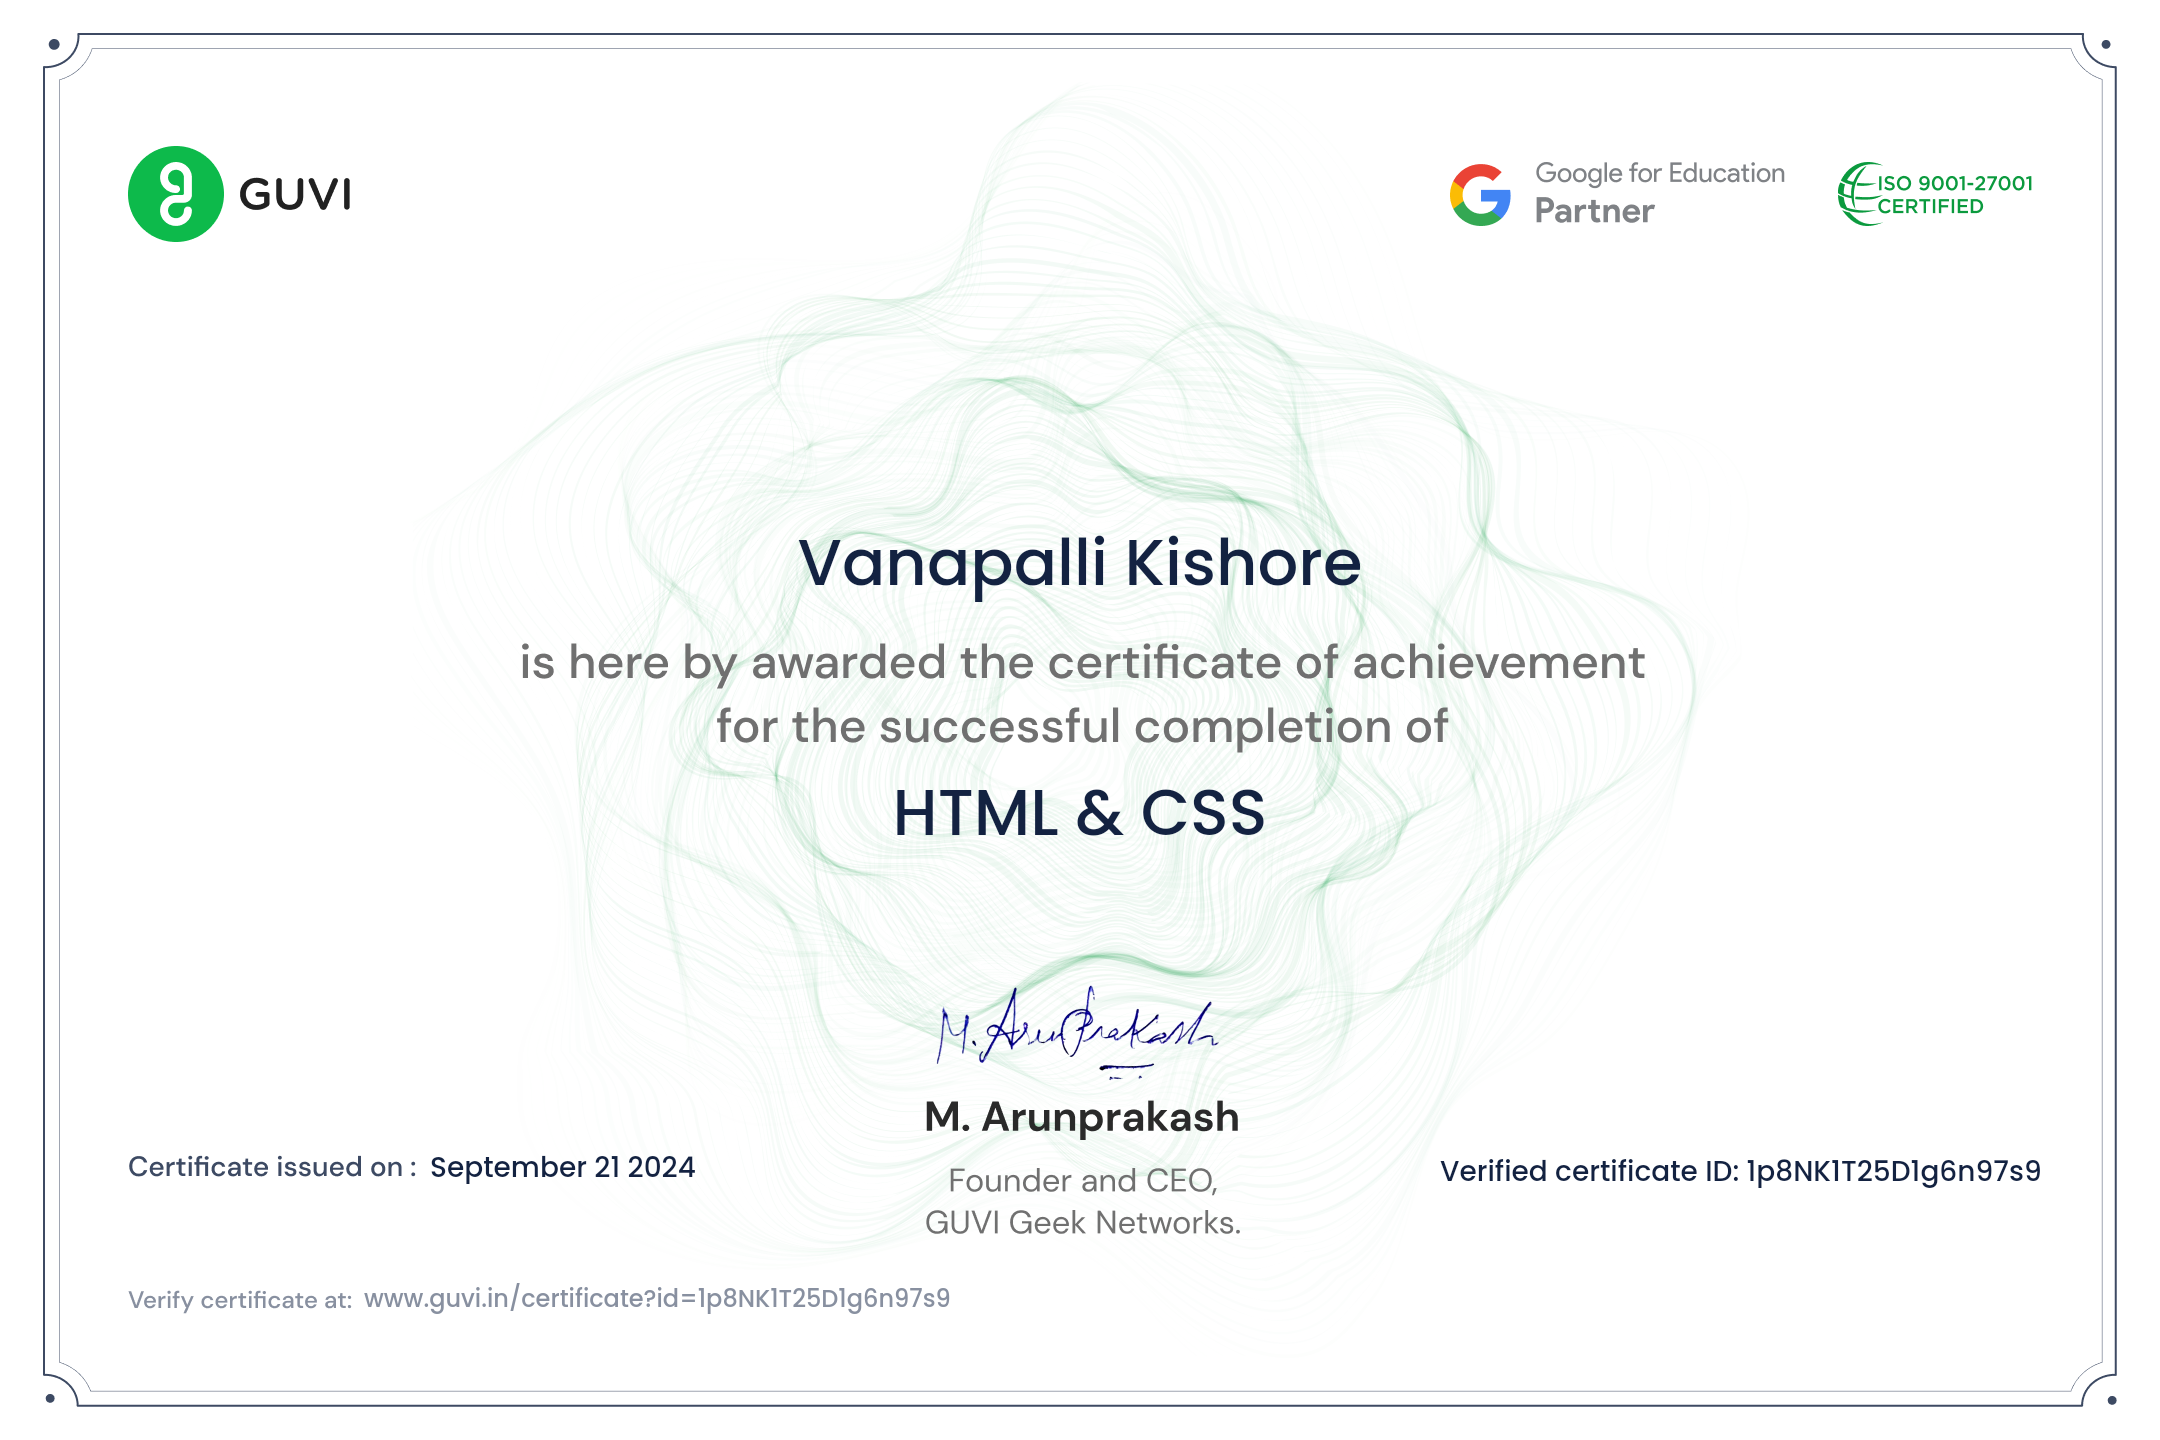 GUVI
Google for Education
Partner
ISO 9001-27001
CERTIFIED
Vanapalli Kishore
is here by awarded the certificate of achievement
for the successful completion of
HTML & CSS
M. ArunPrakash
M. Arunprakash
Founder and CEO,
GUVI Geek Networks.
Certificate issued on : September 21 2024
Verified certificate ID: 1p8NK1T25D1g6n97s9
Verify certificate at: www.guvi.in/certificate?id=1p8NK1T25D1g6n97s9